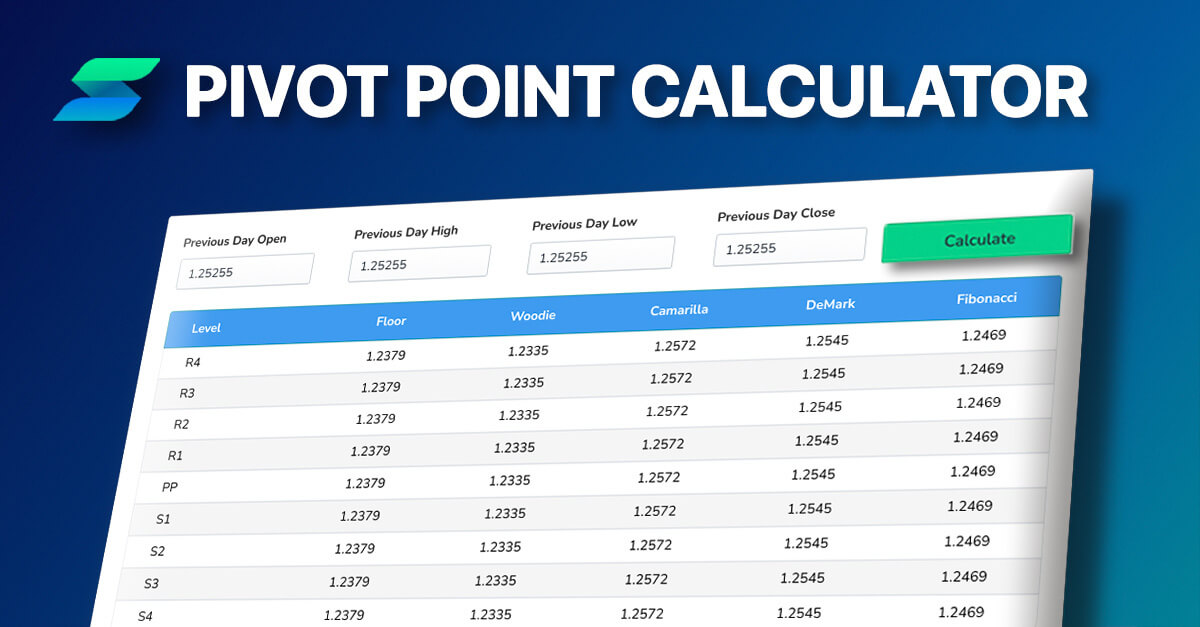 PIVOT POINT CALCULATOR
Previous Day Open Previous Day High Previous Day Low Previous Day Close
1.25255 1.25255 1.25255 1.25255 Calculate
Level Floor Woodie Camarilla DeMark Fibonacci
R4 1.2379 1.2335 1.2572 1.2545 1.2469
R3 1.2379 1.2335 1.2572 1.2545 1.2469
R2 1.2379 1.2335 1.2572 1.2545 1.2469
R1 1.2379 1.2335 1.2572 1.2545 1.2469
PP 1.2379 1.2335 1.2572 1.2545 1.2469
S1 1.2379 1.2335 1.2572 1.2545 1.2469
S2 1.2379 1.2335 1.2572 1.2545 1.2469
S3 1.2379 1.2335 1.2572 1.2545 1.2469
S4 1.2379 1.2335 1.2572 1.2545 1.2469